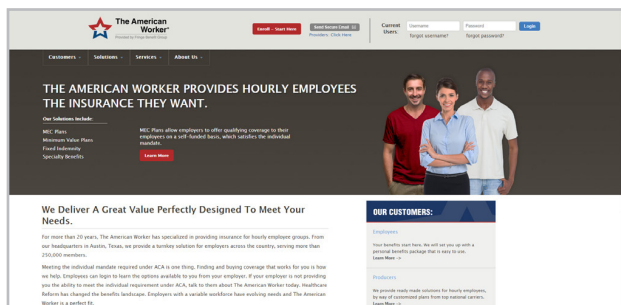 The American
Worker
Provided by Fringe Benefit Group
Enroll - Start Here
Send Secure Email
Providers: Click Here
Current
Users:
Username
Password
Login
forgot username?
forgot password?
Customers
Solutions
Services
About Us
THE AMERICAN WORKER PROVIDES HOURLY EMPLOYEES
THE INSURANCE THEY WANT.
Our Solutions Include:
MEC Plans
Minimum Value Plans
Fixed Indemnity
Specialty Benefits
MEC Plans allow employers to offer qualifying coverage to their
employees on a self-funded basis, which satisfies the individual
mandate.
Learn More
We Deliver A Great Value Perfectly Designed To Meet Your
Needs.
For more than 20 years, The American Worker has specialized in providing insurance for hourly employee groups. From
our headquarters in Austin, Texas, we provide a turnkey solution for employers across the country, serving more than
250,000 members.
Meeting the individual mandate required under ACA is one thing. Finding and buying coverage that works for you is how
we help. Employees can login to learn the options available to you from your employer. If your employer is not providing
you the ability to meet the individual requirement under ACA, talk to them about The American Worker today. Healthcare
Reform has changed the benefits landscape. Employers with a variable workforce have evolving needs and The American
Worker is a perfect fit.
OUR CUSTOMERS:
Employees
Your benefits start here. We will set you up with a
personal benefits package that is easy to use.
Learn More ->
Producers
We provide ready made solutions for hourly employees,
by way of customized plans from top national carriers.
Learn More ->